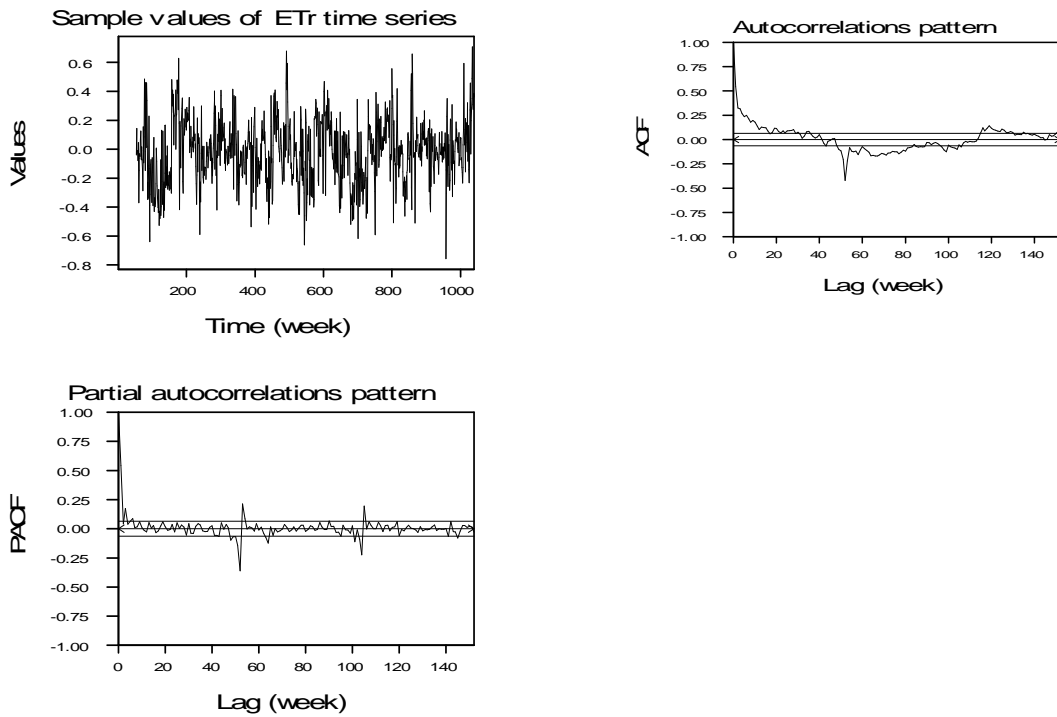 Sample values of ETr time series
Values
0.6
0.4
0.2
0.0
-0.2
-0.4
-0.6
-0.8
200 400 600 800 1000
Time (week)
Autocorrelations pattern
ACF
1.00
0.75
0.50
0.25
0.00
-0.25
-0.50
-0.75
-1.00
0 20 40 60 80 100 120 140
Lag (week)
Partial autocorrelations pattern
PACF
1.00
0.75
0.50
0.25
0.00
-0.25
-0.50
-0.75
-1.00
0 20 40 60 80 100 120 140
Lag (week)